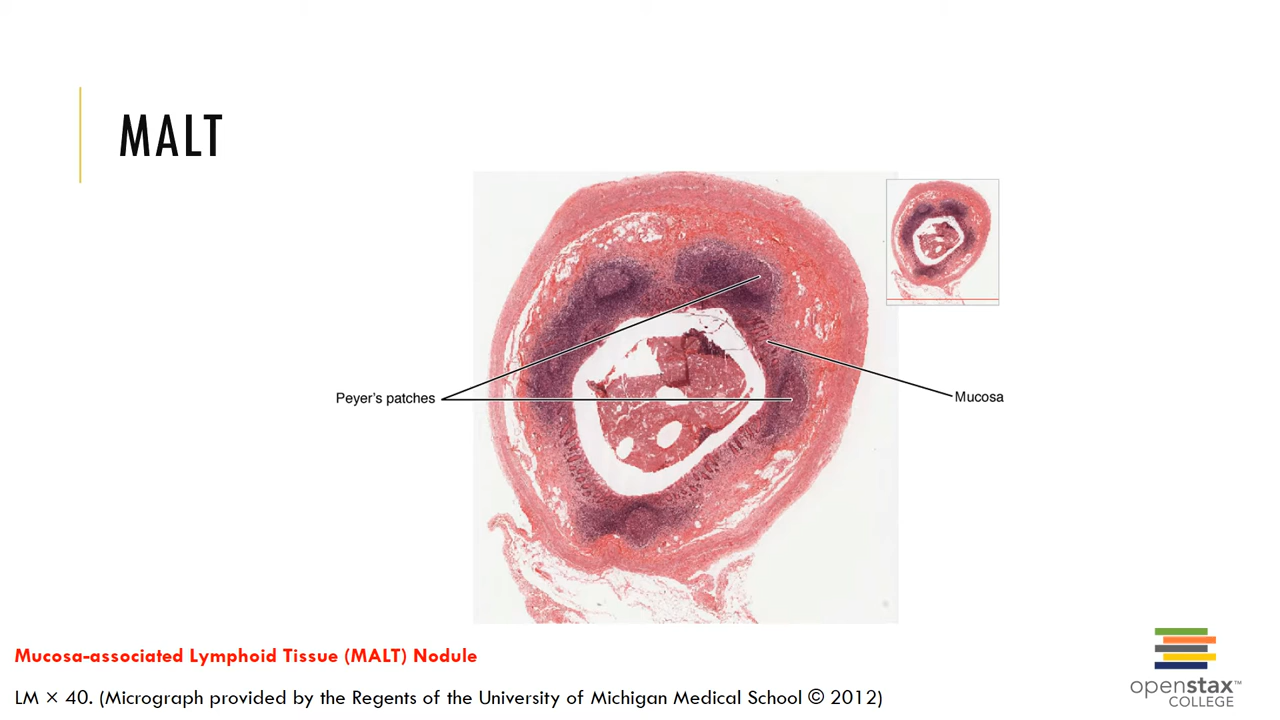 MALT
Peyer's patches
Mucosa
Mucosa-associated Lymphoid Tissue (MALT) Nodule
LM × 40. (Micrograph provided by the Regents of the University of Michigan Medical School © 2012)
openstax™
COLLEGE